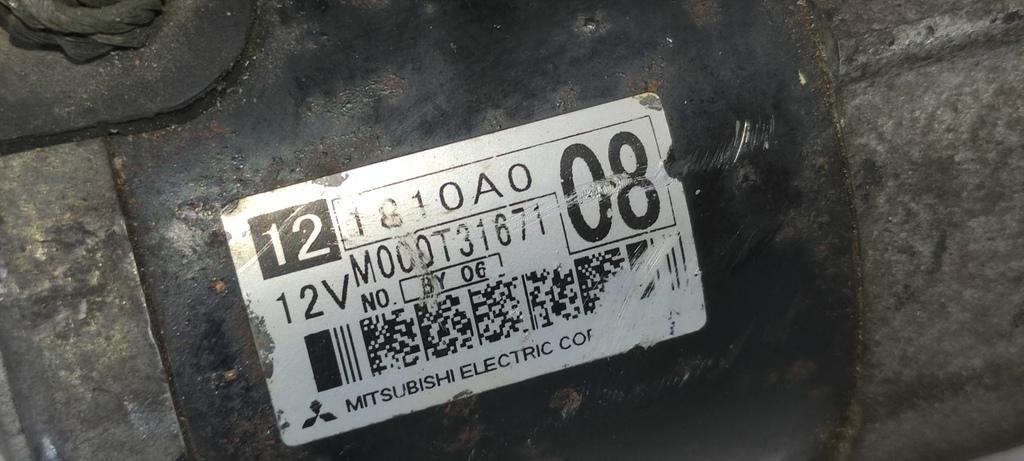 12 1810A0 08
12V M000T31671
NO. BY 06
MITSUBISHI ELECTRIC COR